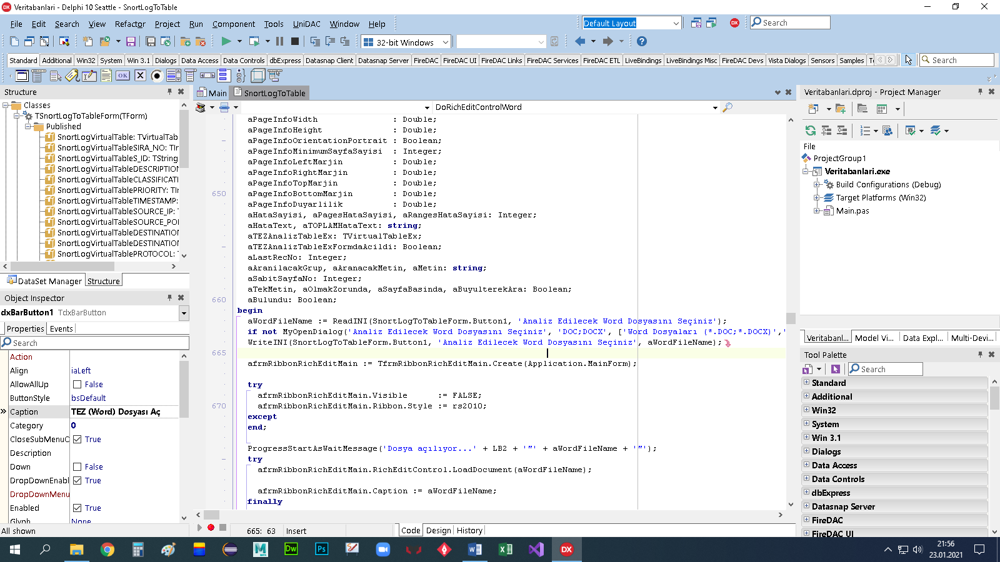 Veritabanlari - Delphi 10 Seattle - SnortLogToTable
File Edit Search View Refactor Project Run Component Tools UniDAC Window Help
Default Layout
Search
32-bit Windows
Standard Additional Win32 System Win 3.1 Dialogs Data Access Data Controls dbExpress Datasnap Client Datasnap Server FireDAC FireDAC UI FireDAC Links FireDAC Services FireDAC ETL LiveBindings LiveBindings Misc FireDAC Devs Vista Dialogs Sensors Samples
Search
Structure
Classes
TSnortLogToTableForm(TForm)
Published
SnortLogVirtualTable: TVirtualTab
SnortLogVirtualTableSIRA_NO: TIr
SnortLogVirtualTableS_ID: TString
SnortLogVirtualTableDESCRIPTION
SnortLogVirtualTableCLASSIFICATI
SnortLogVirtualTablePRIORITY: TIr
SnortLogVirtualTableTIMESTAMP:
SnortLogVirtualTableSOURCE_IP: T
SnortLogVirtualTableSOURCE_POI
SnortLogVirtualTableDESTINATION
SnortLogVirtualTableDESTINATION
SnortLogVirtualTablePROTOCOL: T
DataSet Manager Structure
Object Inspector
dxBarButton1 TdxBarButton
Properties Events
Search
Action
Align iaLeft
AllowAllUp False
ButtonStyle bsDefault
Caption TEZ (Word) Dosyası Aç
Category 0
CloseSubMenuC True
Description
Down False
DropDownEnabl True
DropDownMenu
Enabled True
Glyph None
All shown
Main SnortLogToTable
DoRichEditControlWord
aPageInfoWidth : Double;
aPageInfoHeight : Double;
aPageInfoOrientationPortrait : Boolean;
aPageInfoMinimumSayfaSayisi : Integer;
aPageInfoLeftMarjin : Double;
aPageInfoRightMarjin : Double;
aPageInfoTopMarjin : Double;
650 aPageInfoBottomMarjin : Double;
aPageInfoDuyarlilik : Double;
aHataSayisi, aPagesHataSayisi, aRangesHataSayisi: Integer;
aHataText, aTOPLAMHataText: string;
aTEZAnalizTableEx: TVirtualTableEx;
aTEZAnalizTableExFormdaAcildi: Boolean;
aLastRecNo: Integer;
aAranilacakGrup, aAranacakMetin, aMetin: string;
aSabitSayfaNo: Integer;
aTekMetin, aOlmakZorunda, aSayfaBasinda, aBuyulterekAra: Boolean;
660 aBulundu: Boolean;
begin
aWordFileName := ReadINI(SnortLogToTableForm.Button1, 'Analiz Edilecek Word Dosyasını Seçiniz');
if not MyOpenDialog('Analiz Edilecek Word Dosyasını Seçiniz', 'DOC;DOCX', ['Word Dosyaları (*.DOC;*.DOCX)','
WriteINI(SnortLogToTableForm.Button1, 'Analiz Edilecek Word Dosyasını Seçiniz', aWordFileName);
665
afrmRibbonRichEditMain := TfrmRibbonRichEditMain.Create(Application.MainForm);
try
afrmRibbonRichEditMain.Visible := FALSE;
670 afrmRibbonRichEditMain.Ribbon.Style := rs2010;
except
end;
ProgressStartAsWaitMessage('Dosya açılıyor...' + LB2 + '"' + aWordFileName + '"');
try
afrmRibbonRichEditMain.RichEditControl.LoadDocument(aWordFileName);
afrmRibbonRichEditMain.Caption := aWordFileName;
finally
665: 63 Insert
Code Design History
Veritabanlari.dproj - Project Manager
File
ProjectGroup1
Veritabanlari.exe
Build Configurations (Debug)
Target Platforms (Win32)
Main.pas
Veritabanl... Model Vi... Data Expl... Multi-Devi...
Tool Palette
Search
Standard
Additional
Win32
System
Win 3.1
Dialogs
Data Access
Data Controls
dbExpress
Datasnap Server
FireDAC
FireDAC UI
21:56
23.01.2021